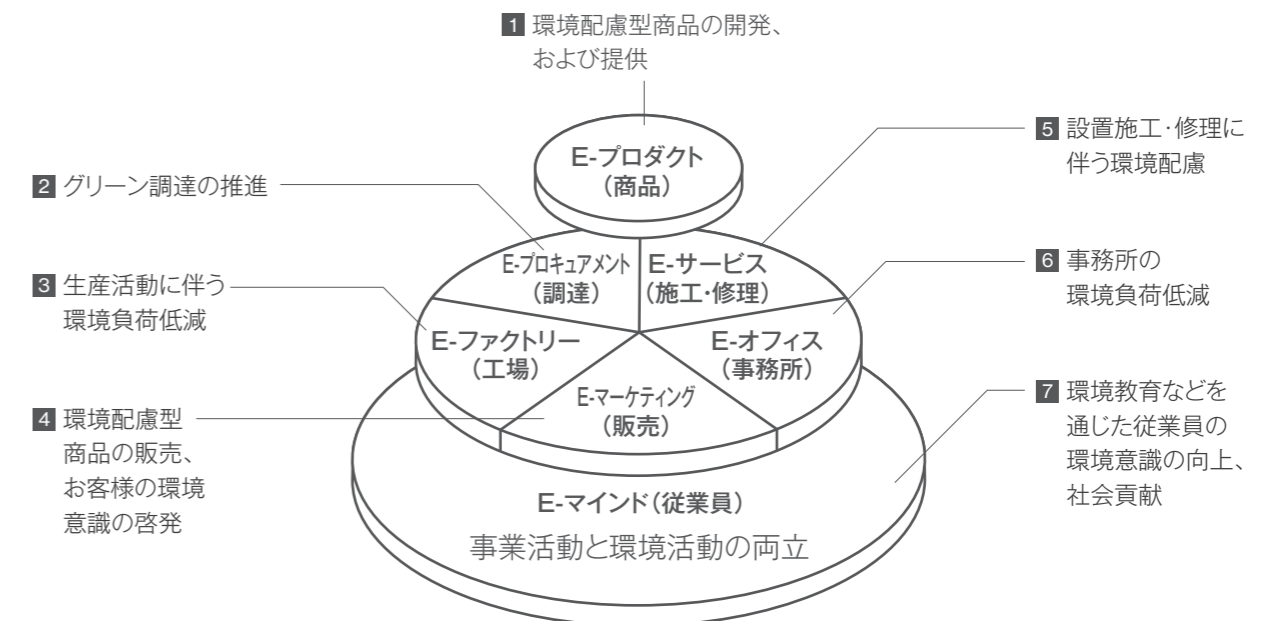 1 環境配慮型商品の開発、
および提供
E-プロダクト
（商品）
2 グリーン調達の推進
5 設置施工・修理に
伴う環境配慮
E-プロキュアメント
（調達）
E-サービス
（施工・修理）
3 生産活動に伴う
環境負荷低減
6 事務所の
環境負荷低減
E-ファクトリー
（工場）
E-オフィス
（事務所）
E-マーケティング
（販売）
4 環境配慮型
商品の販売、
お客様の環境
意識の啓発
7 環境教育などを
通じた従業員の
環境意識の向上、
社会貢献
E-マインド（従業員）
事業活動と環境活動の両立